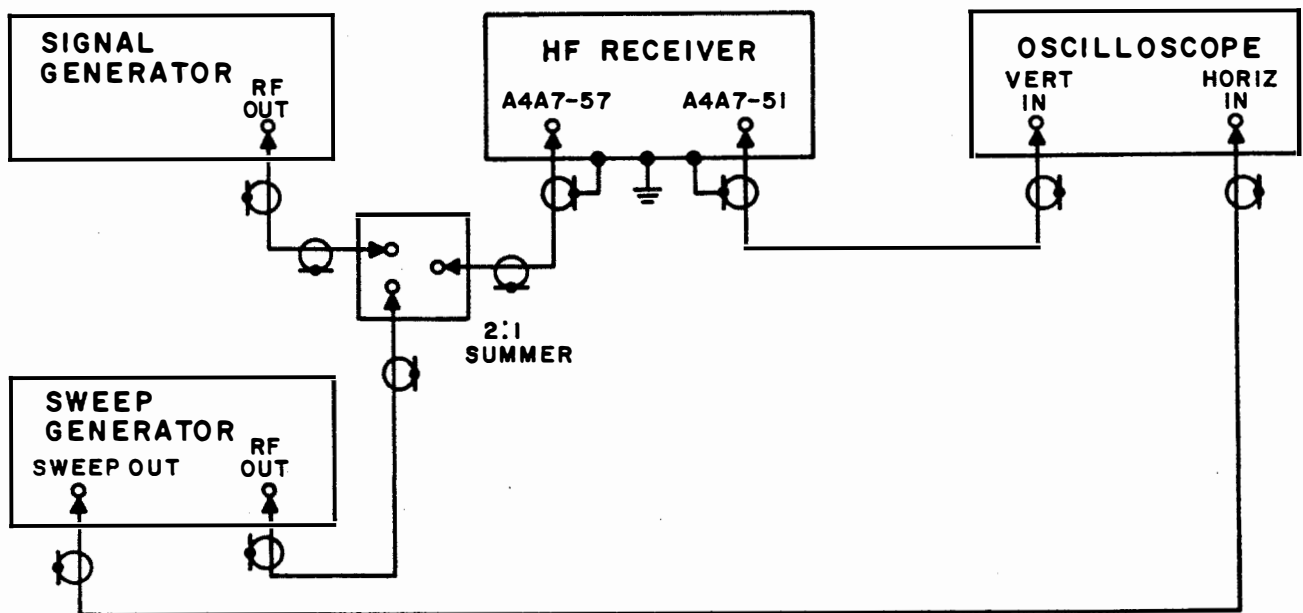 SIGNAL
GENERATOR
RF
OUT
HF RECEIVER
A4A7-57
A4A7-51
OSCILLOSCOPE
VERT
IN
HORIZ
IN
2:1
SUMMER
SWEEP
GENERATOR
SWEEP OUT
RF
OUT